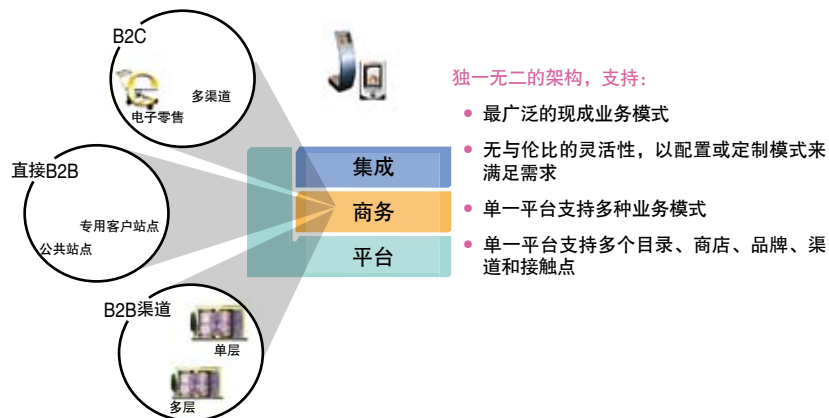 B2C
多渠道
电子零售
直接B2B
专用客户站点
公共站点
B2B渠道
单层
多层
集成
商务
平台
独一无二的架构，支持：
• 最广泛的现成业务模式
• 无与伦比的灵活性，以配置或定制模式来
满足需求
• 单一平台支持多种业务模式
• 单一平台支持多个目录、商店、品牌、渠
道和接触点